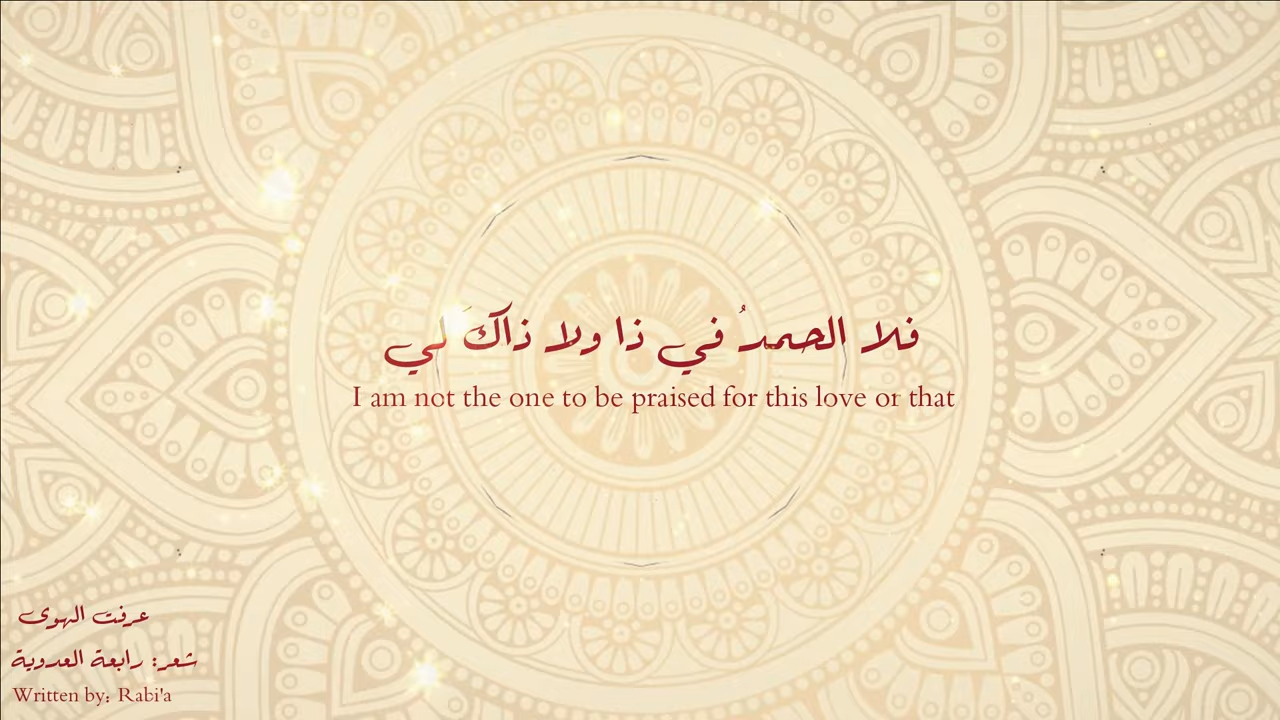 فلا الحمدُ في ذا ولا ذاكَ لي
I am not the one to be praised for this love or that
عرفت الهوى
شعر: رابعة العدوية
Written by: Rabi'a